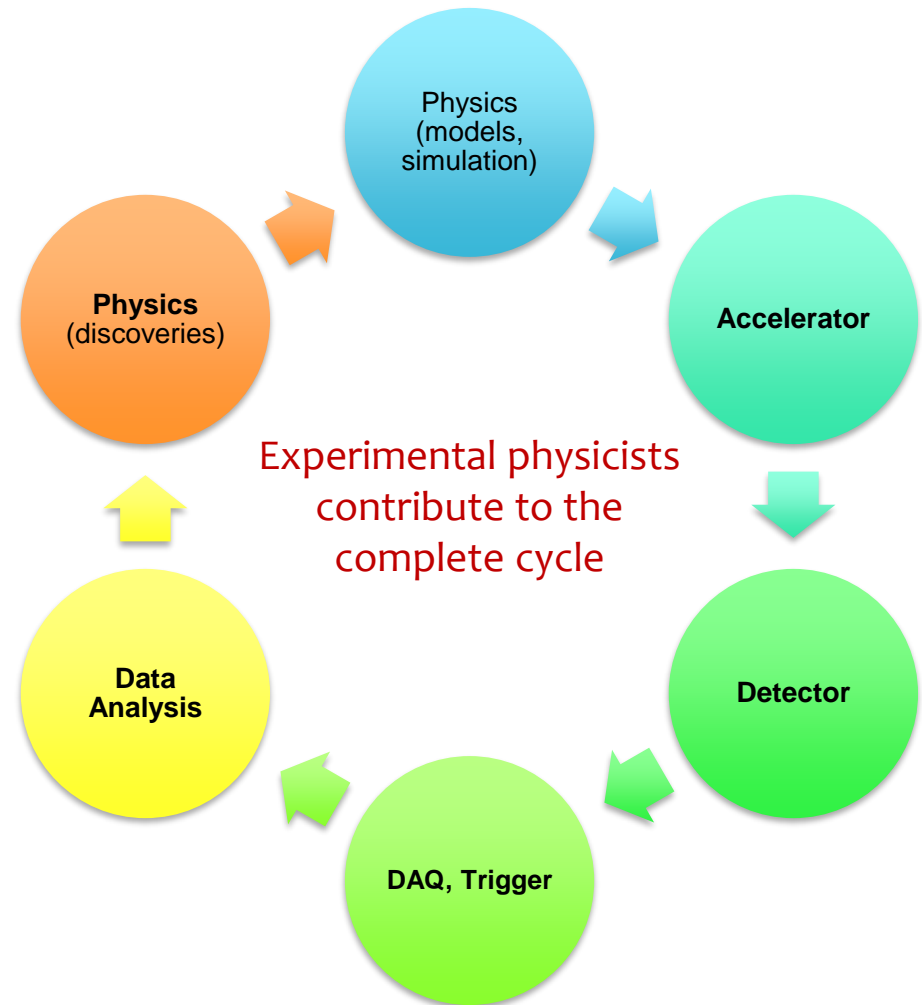 Physics
(models,
simulation)
Accelerator
Detector
DAQ, Trigger
Data
Analysis
Physics
(discoveries)
Experimental physicists
contribute to the
complete cycle